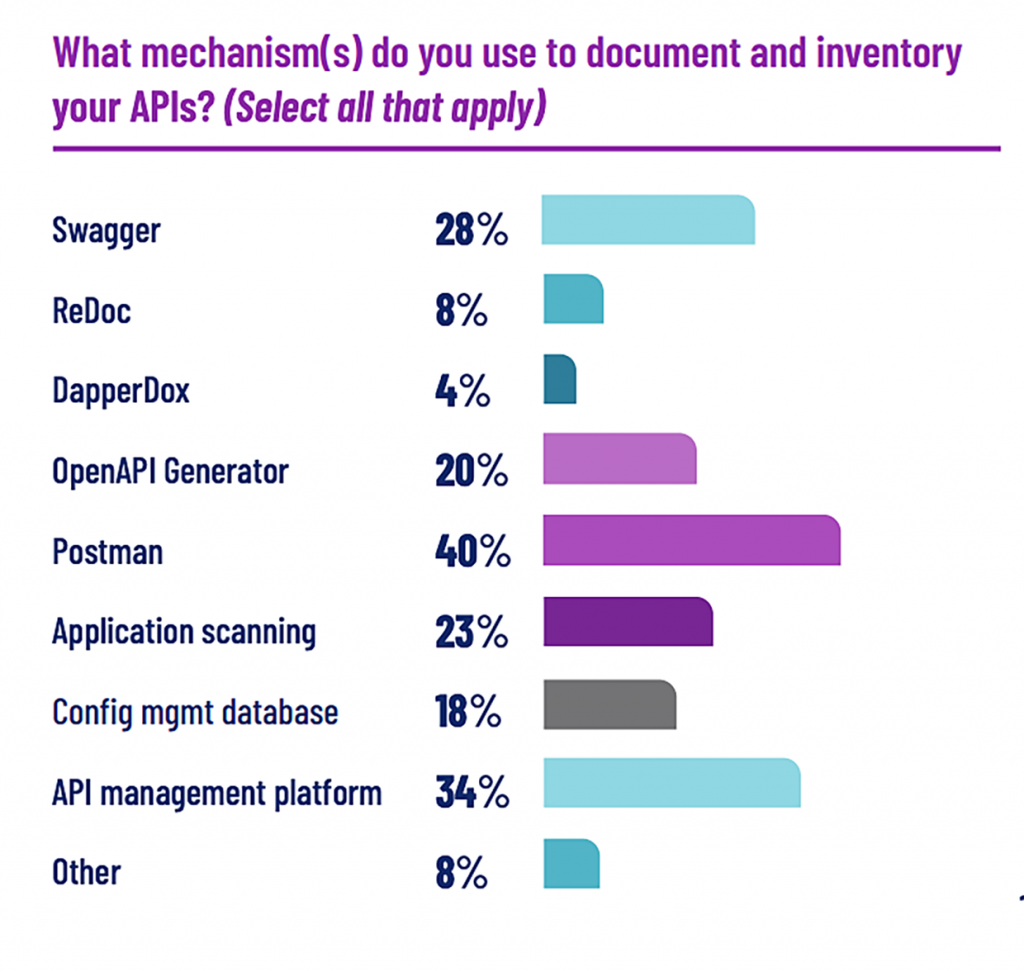 What mechanism(s) do you use to document and inventory
your APIs? (Select all that apply)
Swagger 28%
ReDoc 8%
DapperDox 4%
OpenAPI Generator 20%
Postman 40%
Application scanning 23%
Config mgmt database 18%
API management platform 34%
Other 8%